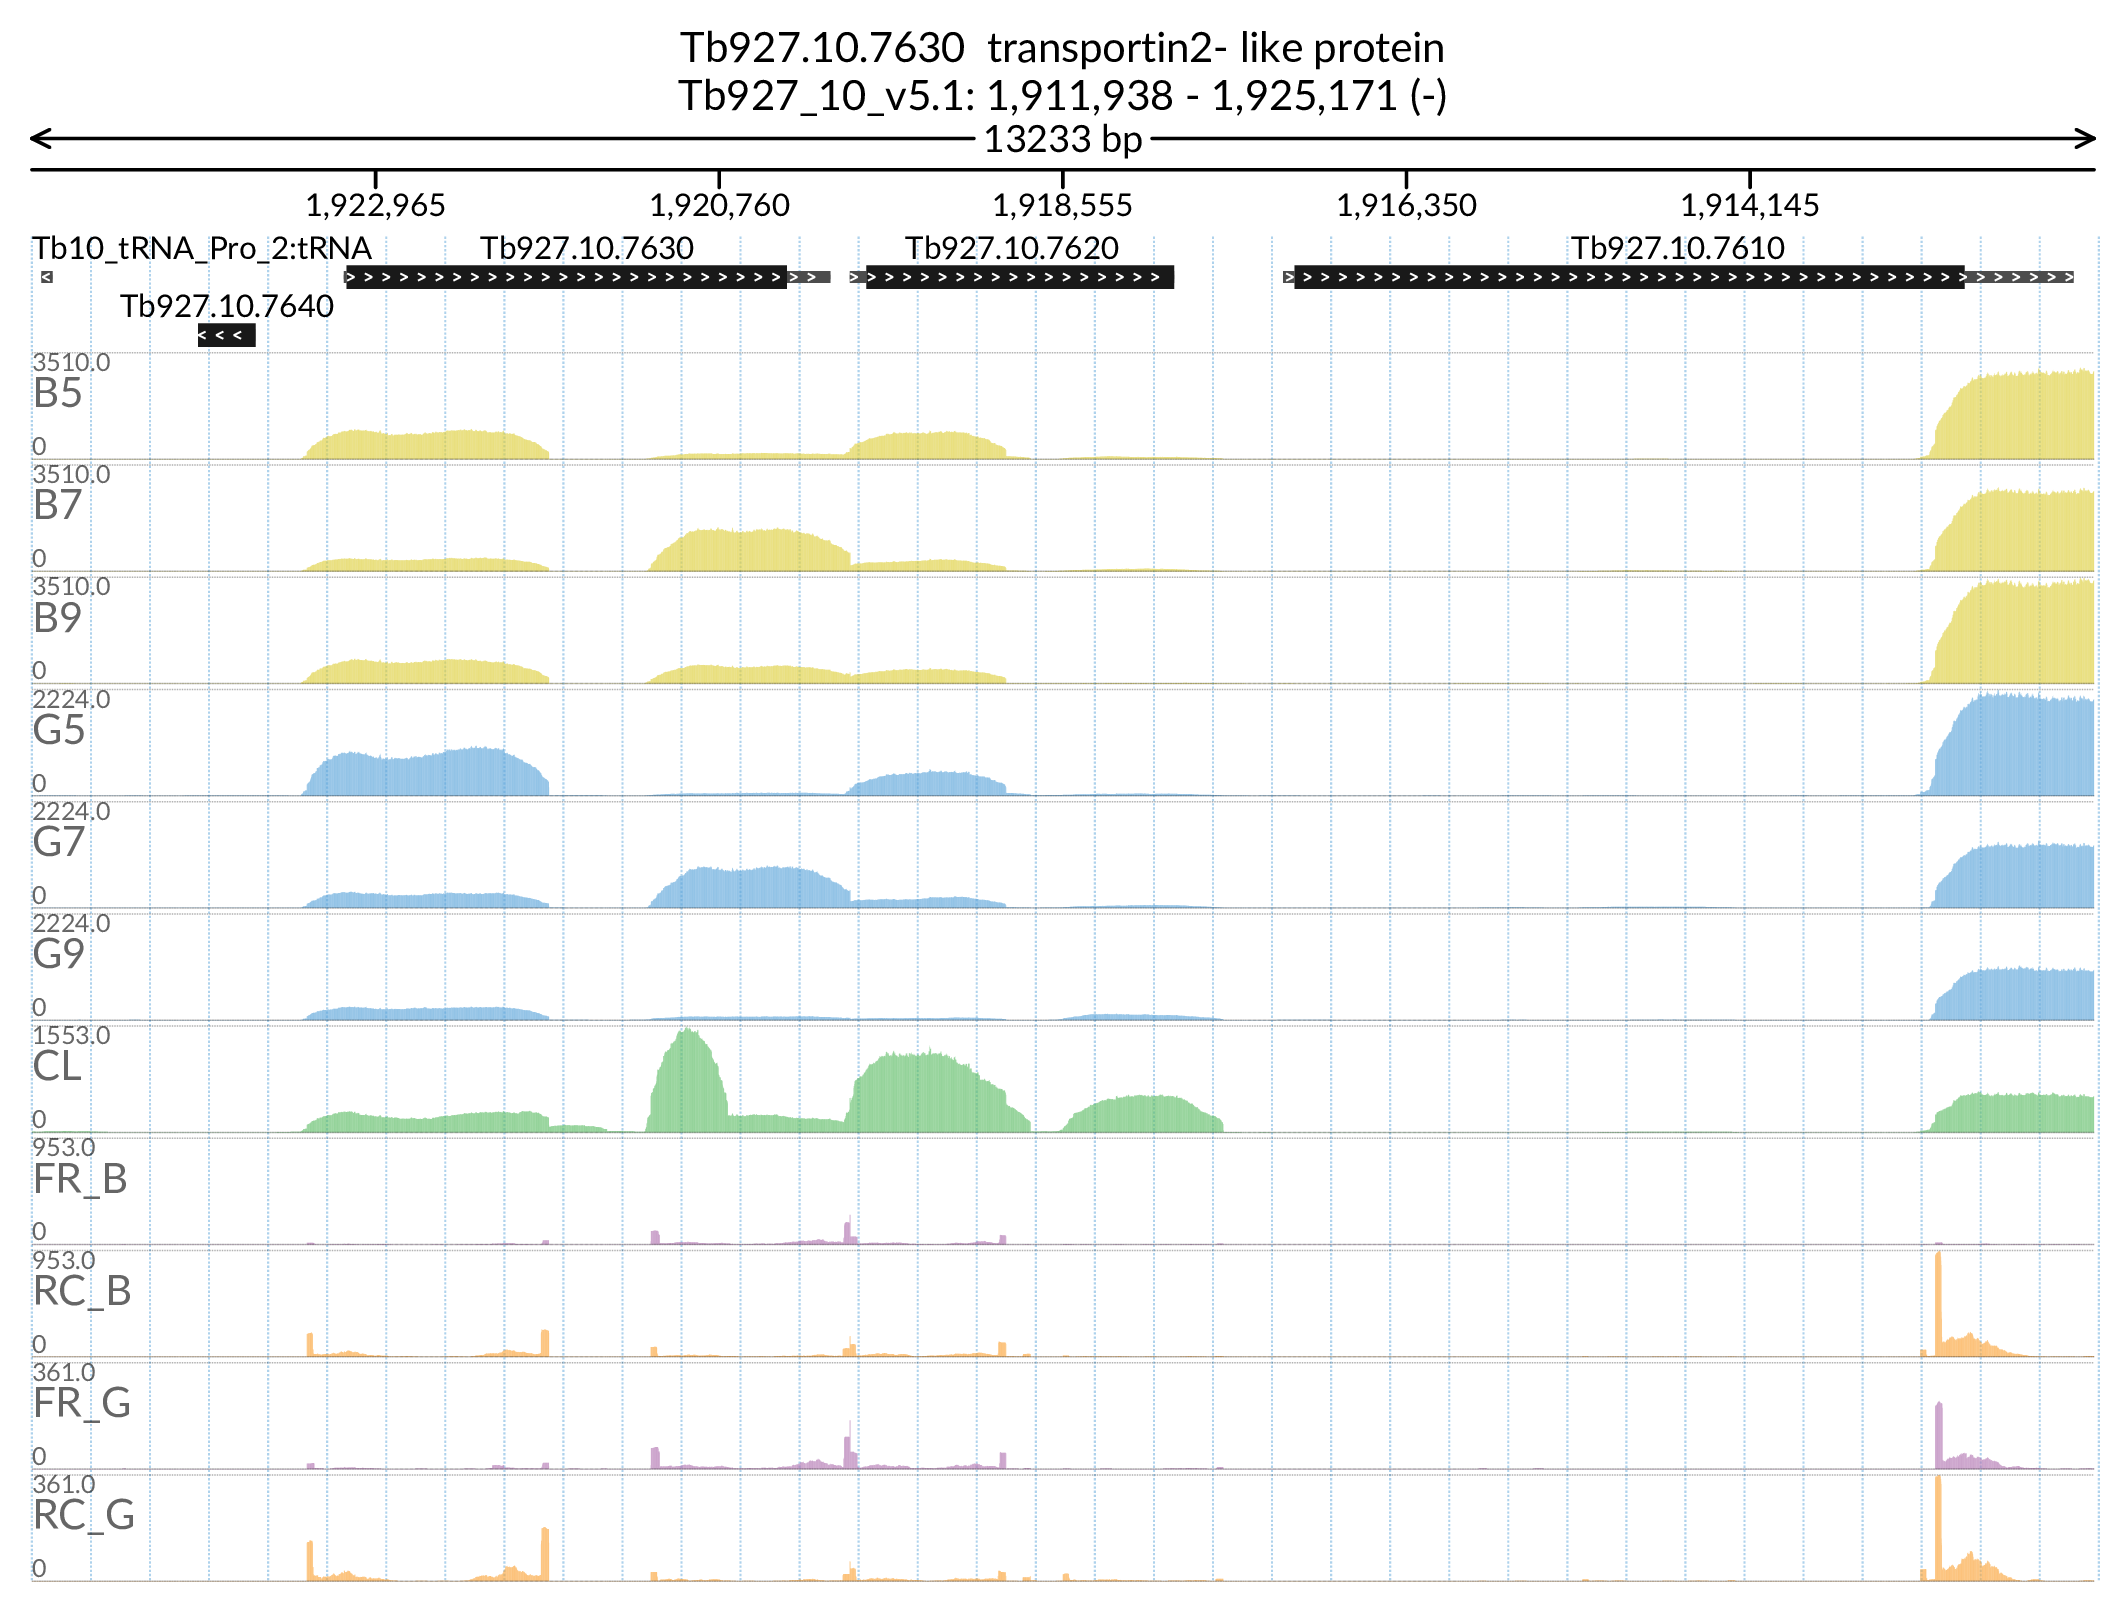 Tb927.10.7630  transportin2- like protein
Tb927_10_v5.1: 1,911,938 - 1,925,171 (-)
13233 bp
1,922,965 1,920,760 1,918,555 1,916,350 1,914,145
Tb10_tRNA_Pro_2:tRNA Tb927.10.7630 Tb927.10.7620 Tb927.10.7610
Tb927.10.7640
3510.0
B5
0
3510.0
B7
0
3510.0
B9
0
2224.0
G5
0
2224.0
G7
0
2224.0
G9
0
1553.0
CL
0
953.0
FR_B
0
953.0
RC_B
0
361.0
FR_G
0
361.0
RC_G
0